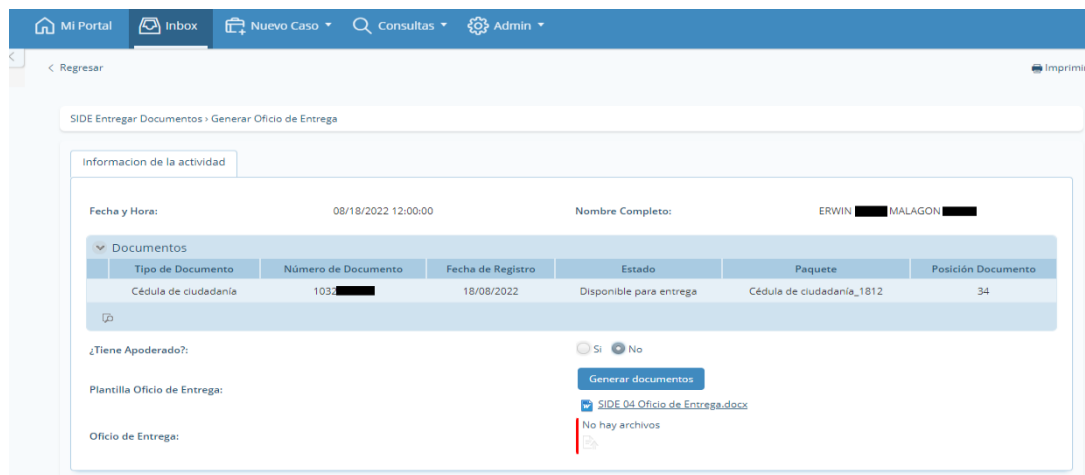 Mi Portal Inbox Nuevo Caso Consultas Admin
< Regresar Imprimir
SIDE Entregar Documentos › Generar Oficio de Entrega
Informacion de la actividad
Fecha y Hora: 08/18/2022 12:00:00 Nombre Completo: ERWIN MALAGON
Documentos
Tipo de Documento Número de Documento Fecha de Registro Estado Paquete Posición Documento
Cédula de ciudadanía 1032 18/08/2022 Disponible para entrega Cédula de ciudadanía_1812 34
¿Tiene Apoderado?: Si No
Generar documentos
Plantilla Oficio de Entrega:
SIDE 04 Oficio de Entrega.docx
No hay archivos
Oficio de Entrega: